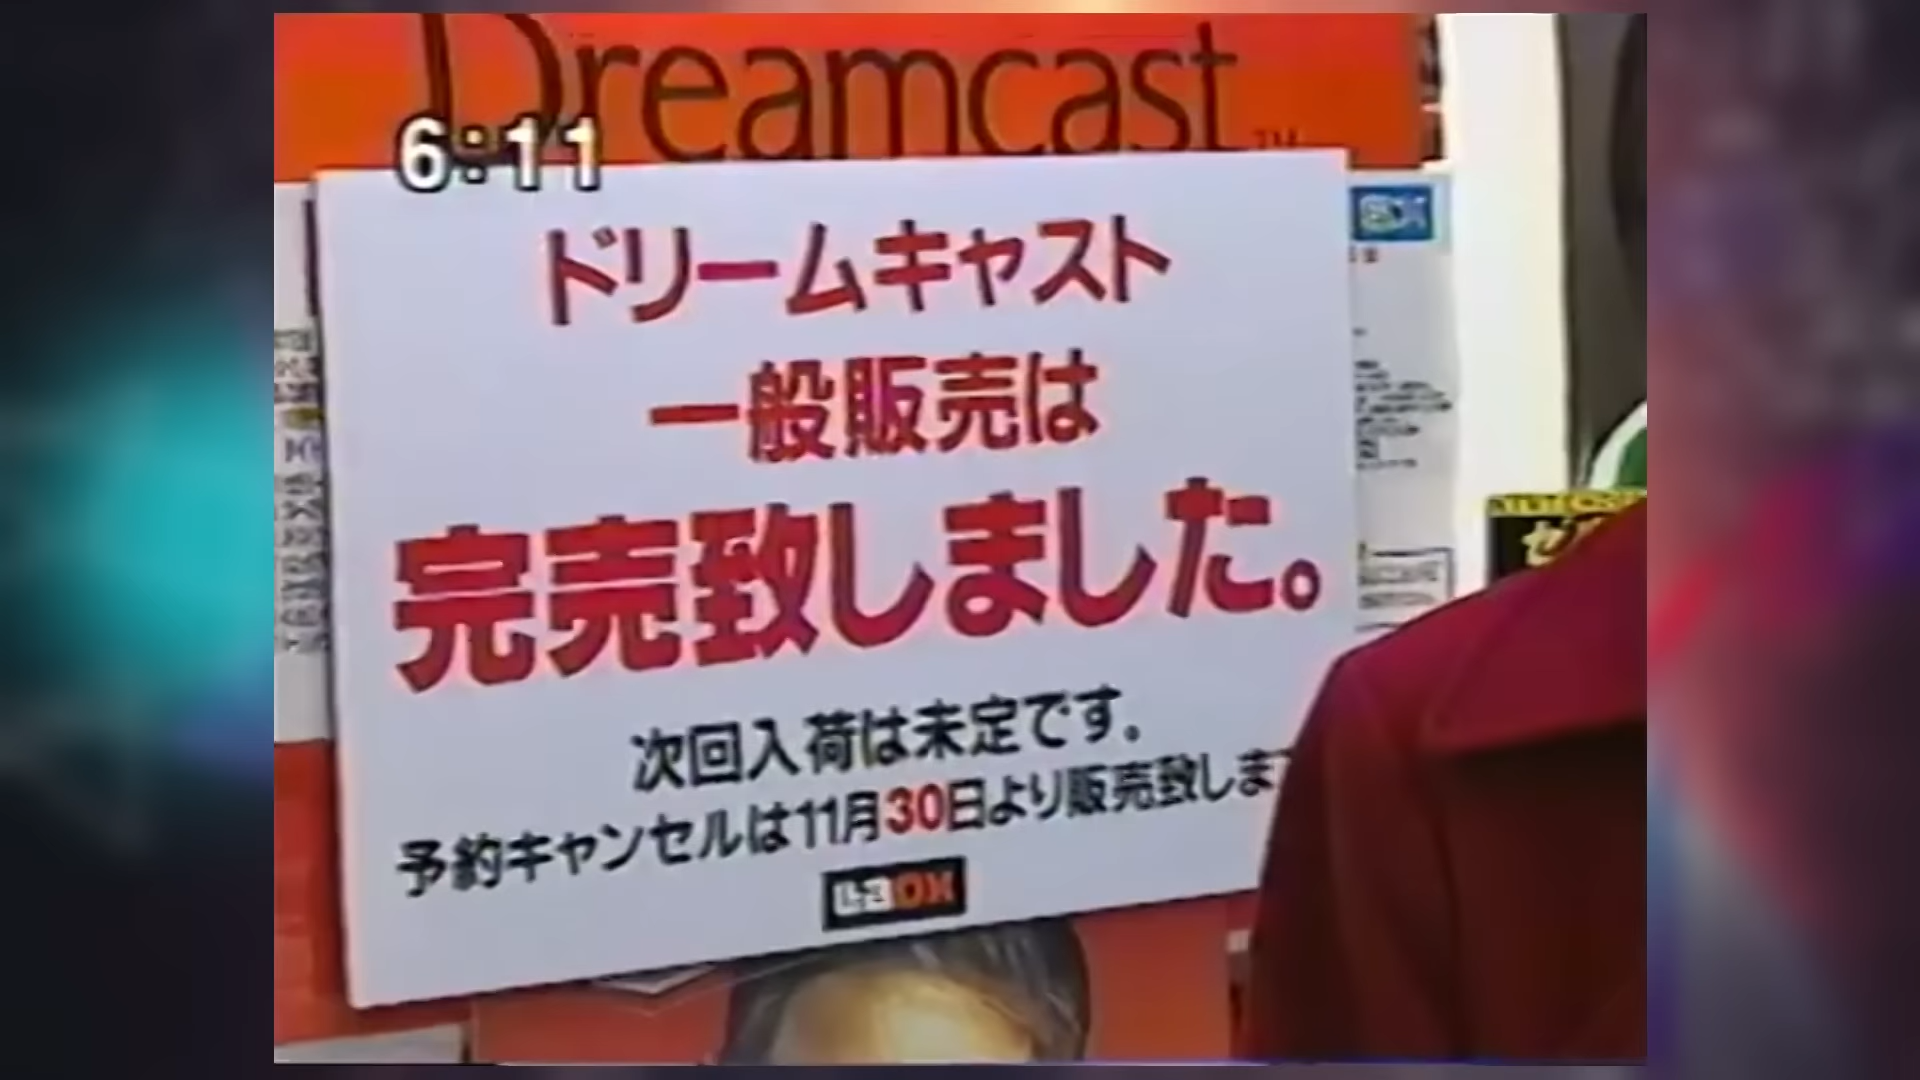 Dreamcast
TM
6:11
ドリームキャスト
一般販売は
完売致しました。
次回入荷は未定です。
予約キャンセルは11月30日より販売致しま
LaOX